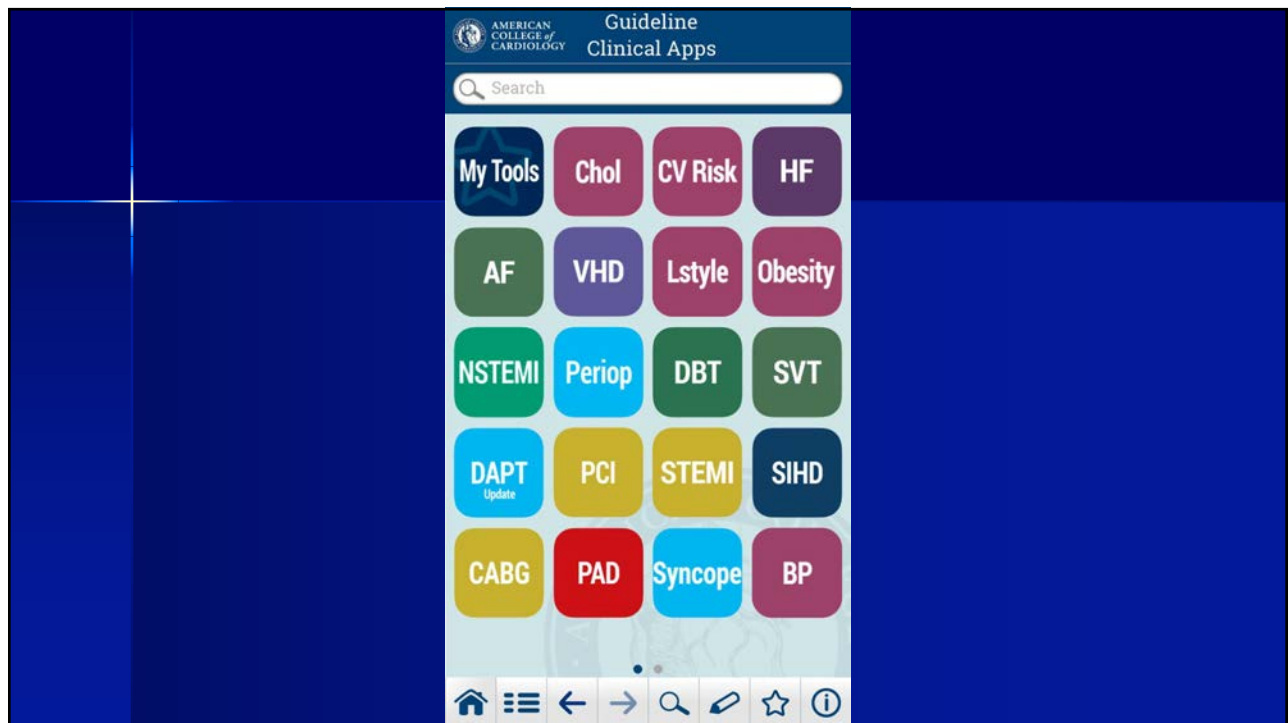 AMERICAN
COLLEGE of
CARDIOLOGY
Guideline
Clinical Apps
Search
My Tools Chol CV Risk HF
AF VHD Lstyle Obesity
NSTEMI Periop DBT SVT
DAPT PCI STEMI SIHD
Update
CABG PAD Syncope BP